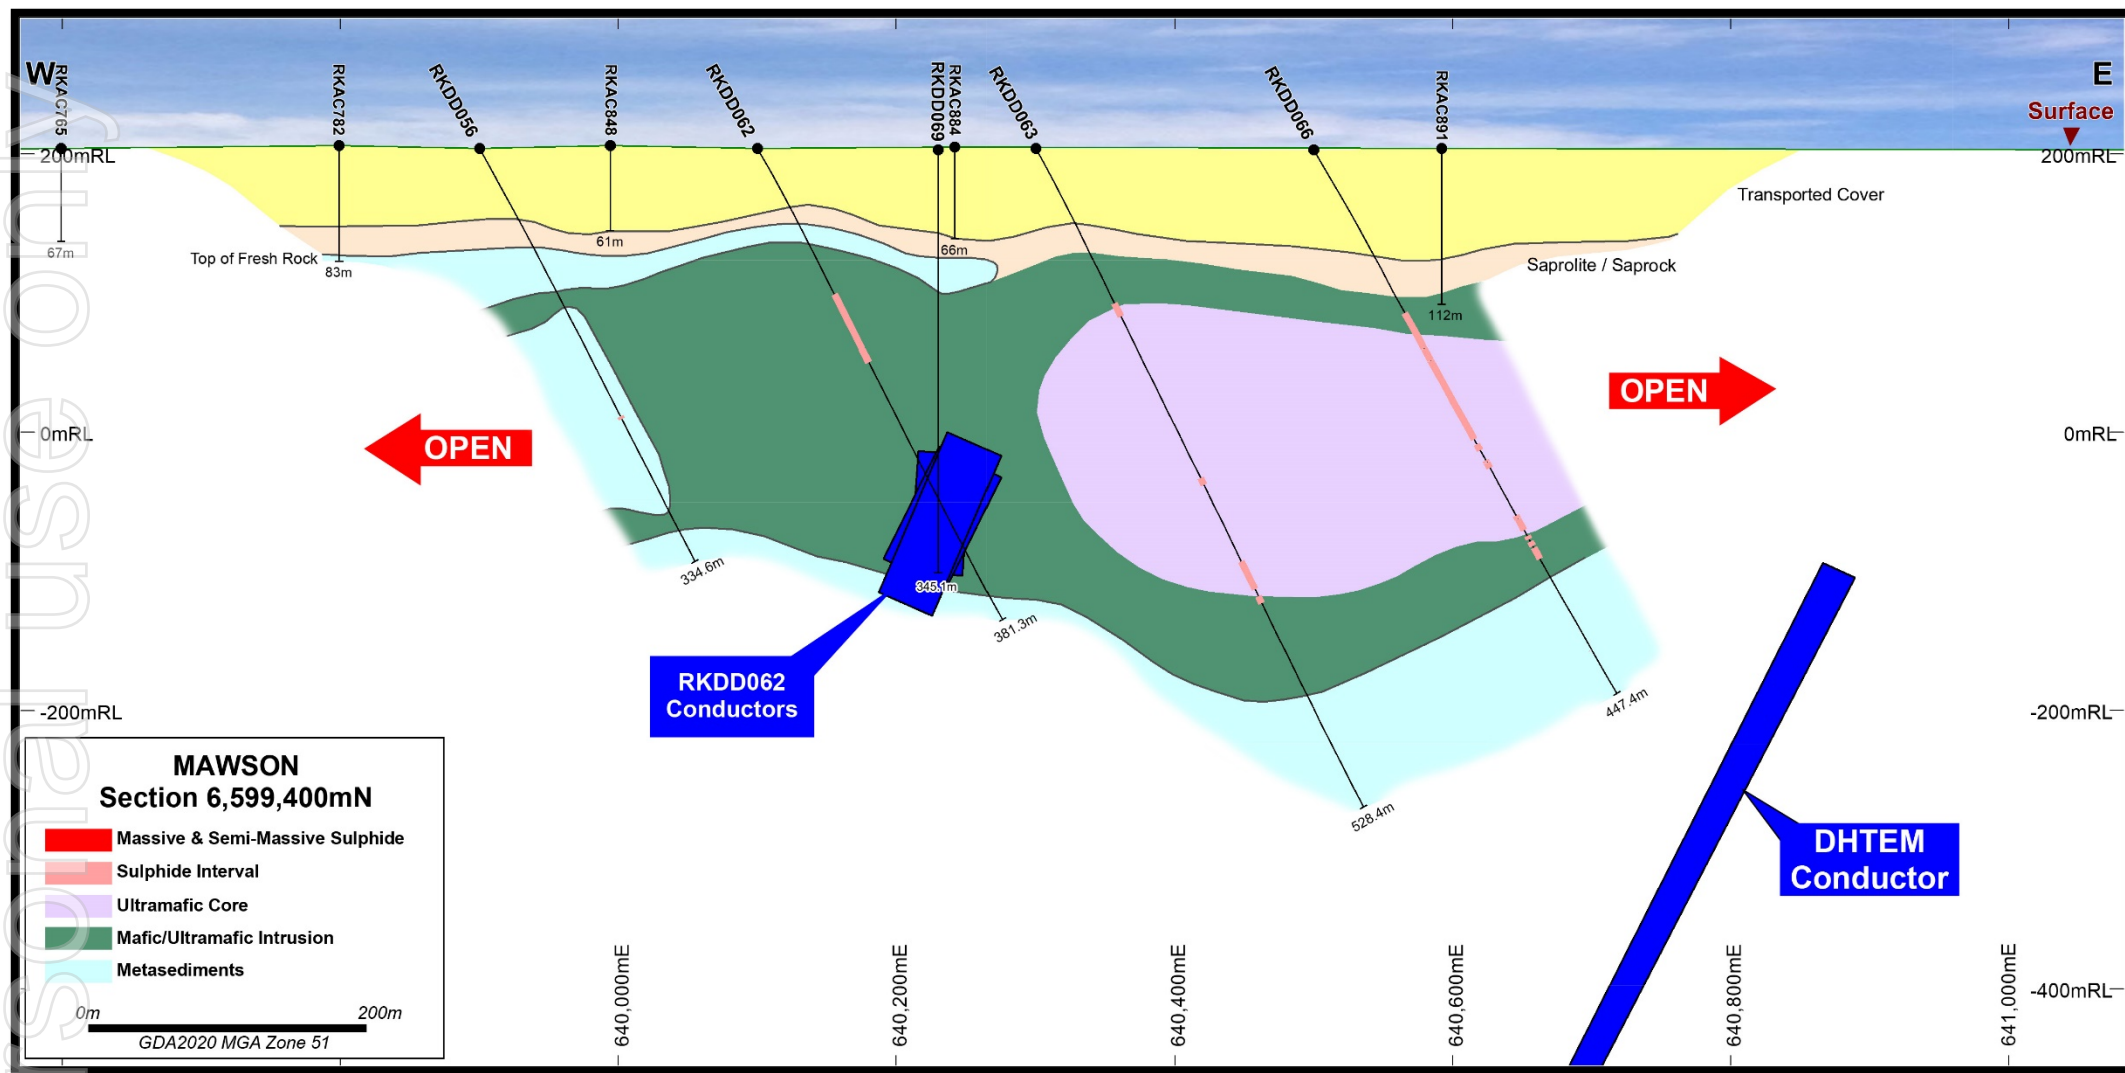 W
E
RKAC765
RKAC782
RKDD056
RKAC848
RKDD062
RKDD069
RKAC884
RKDD063
RKDD066
RKAC891
Surface
200mRL
200mRL
Transported Cover
67m
Top of Fresh Rock
83m
61m
66m
Saprolite / Saprock
112m
OPEN
OPEN
0mRL
0mRL
334.6m
345.1m
381.3m
RKDD062
Conductors
447.4m
528.4m
-200mRL
-200mRL
DHTEM
Conductor
MAWSON
Section 6,599,400mN
Massive & Semi-Massive Sulphide
Sulphide Interval
Ultramafic Core
Mafic/Ultramafic Intrusion
Metasediments
0m
200m
GDA2020 MGA Zone 51
640,000mE
640,200mE
640,400mE
640,600mE
640,800mE
641,000mE
-400mRL
sonal use only